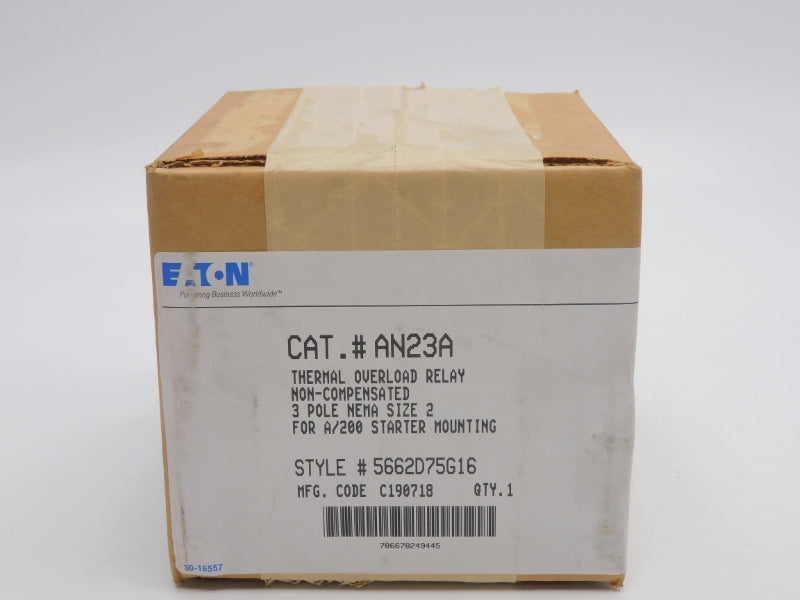 EATON®
Powering Business Worldwide™
CAT.# AN23A
THERMAL OVERLOAD RELAY
NON-COMPENSATED
3 POLE NEMA SIZE 2
FOR A/200 STARTER MOUNTING
STYLE # 5662D75G16
MFG. CODE C190718 QTY.1
786678249445
30-16557